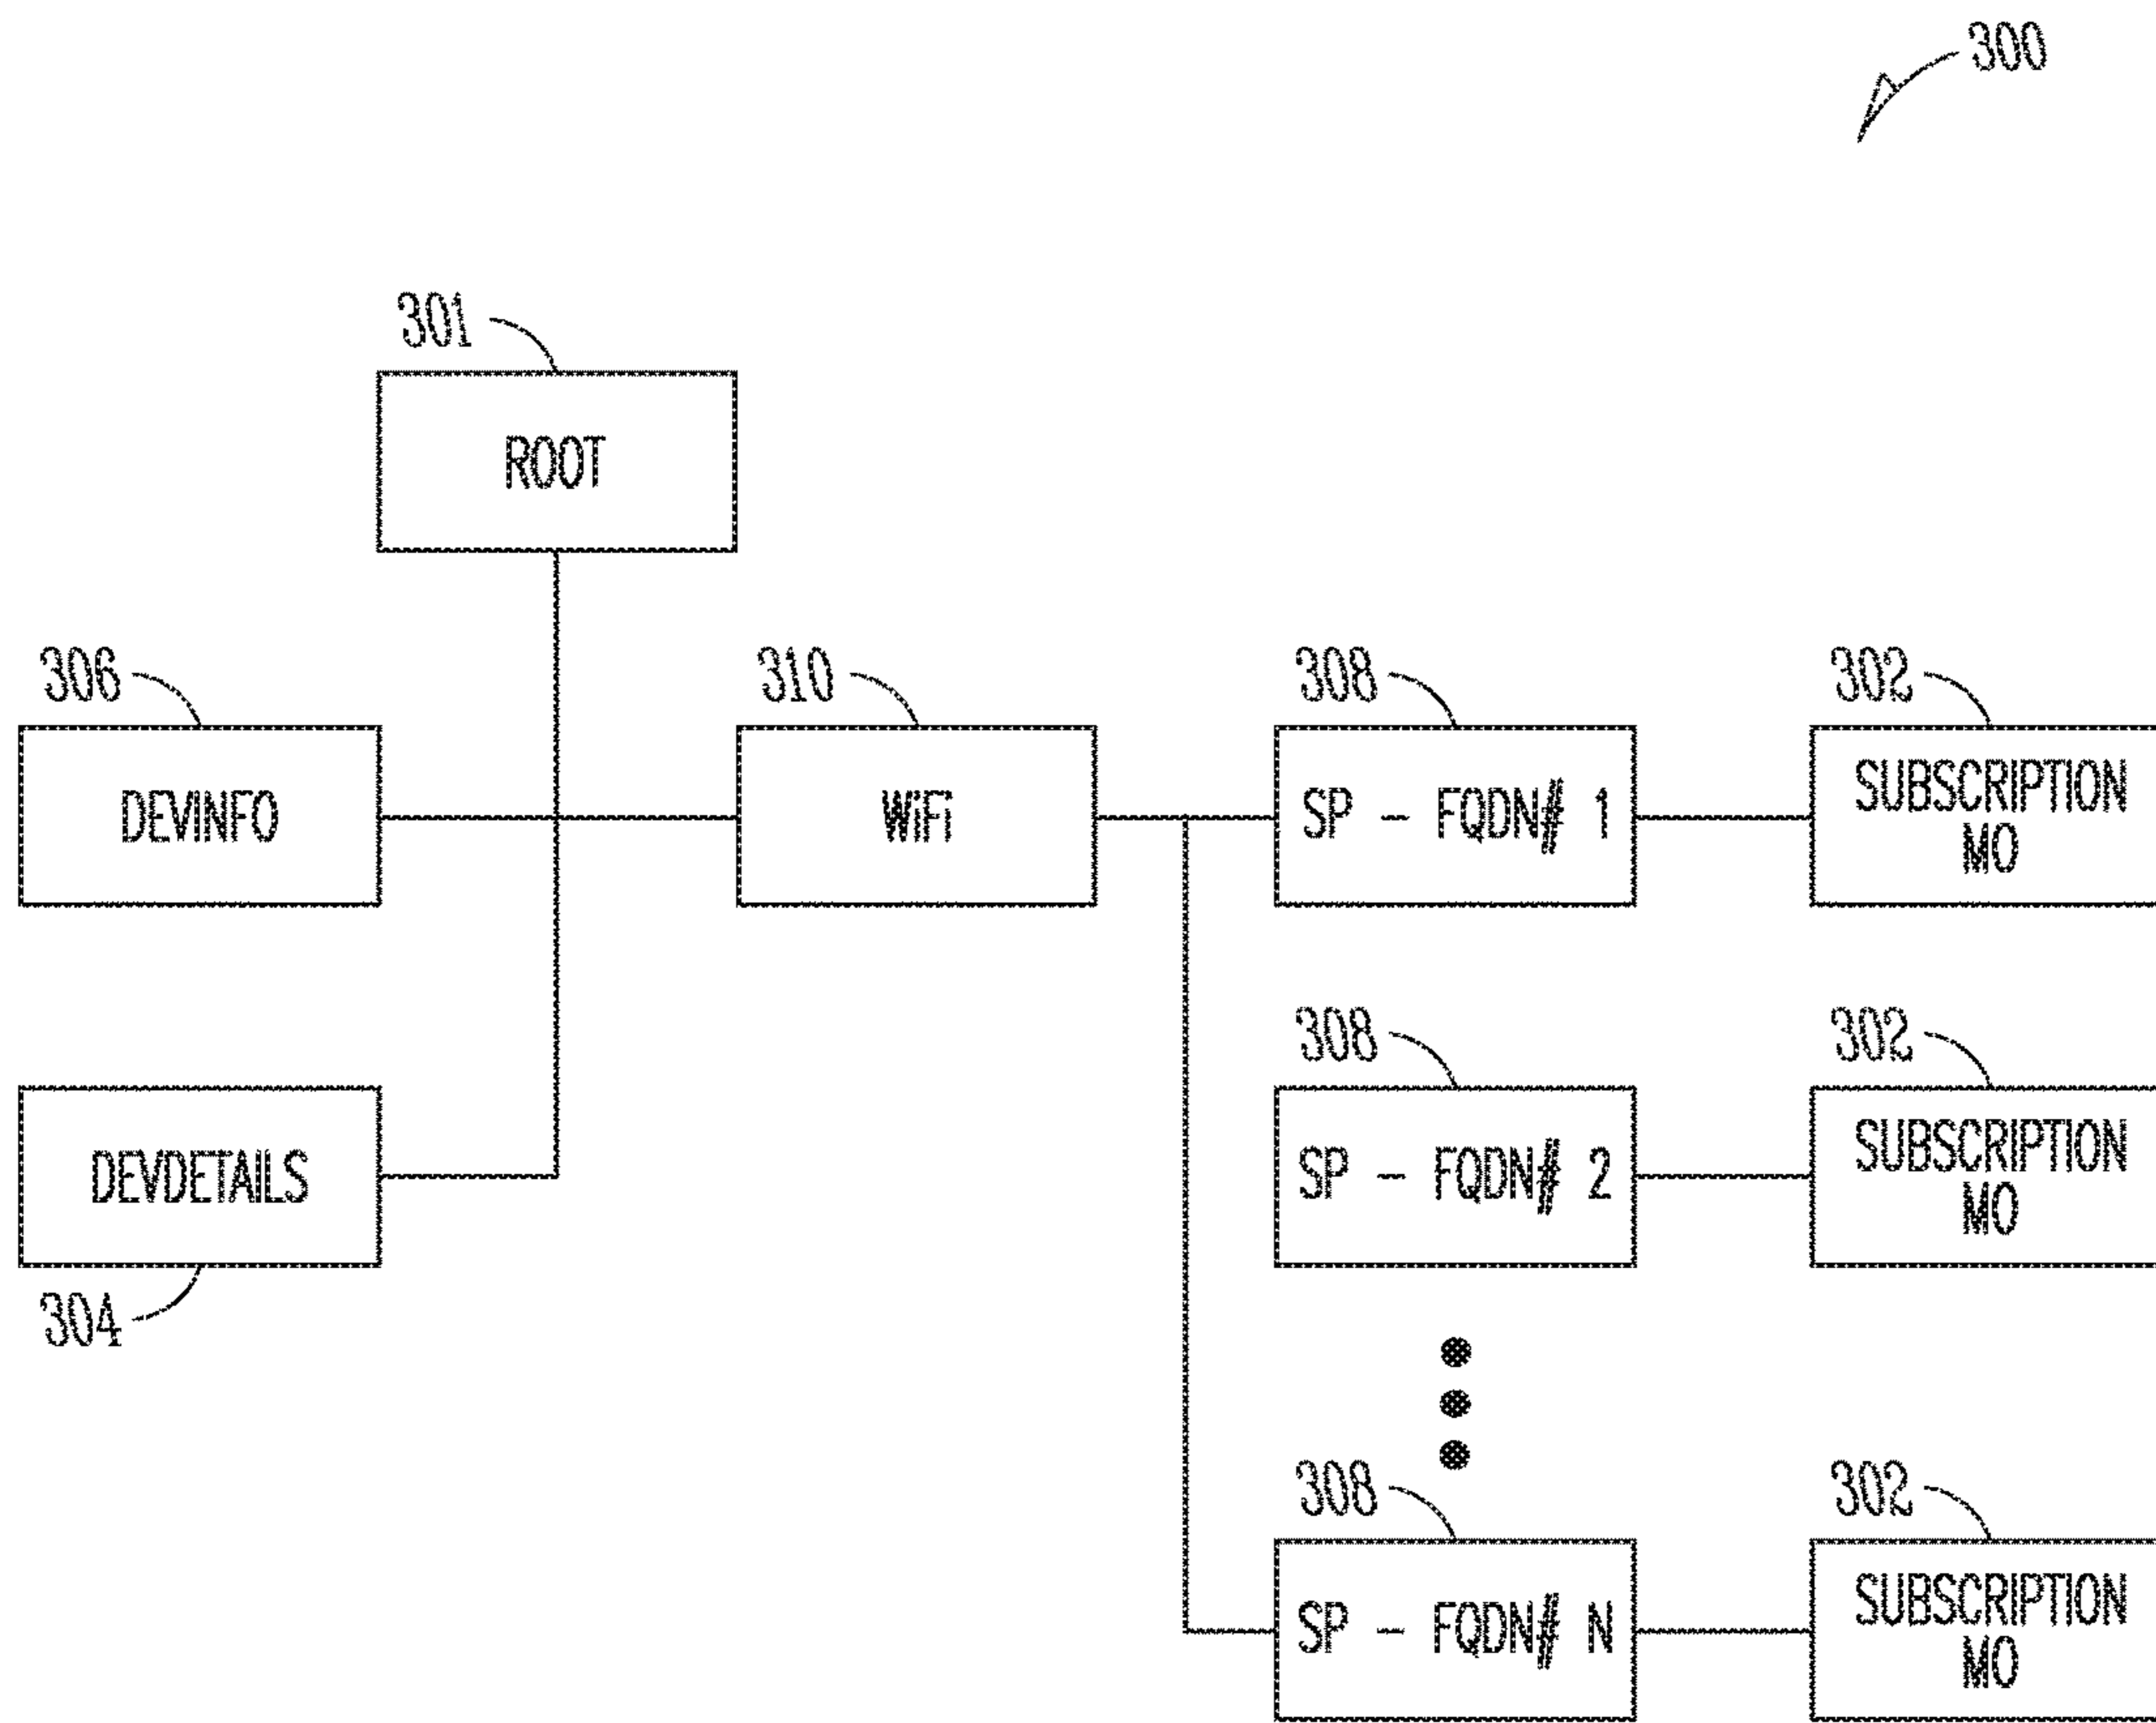 300
301
ROOT
306
310
308
302
DEVINFO
WiFi
SP - FQDN# 1
SUBSCRIPTION
MO
308
302
DEVDETAILS
SP - FQDN# 2
SUBSCRIPTION
MO
304
308
302
SP - FQDN# N
SUBSCRIPTION
MO